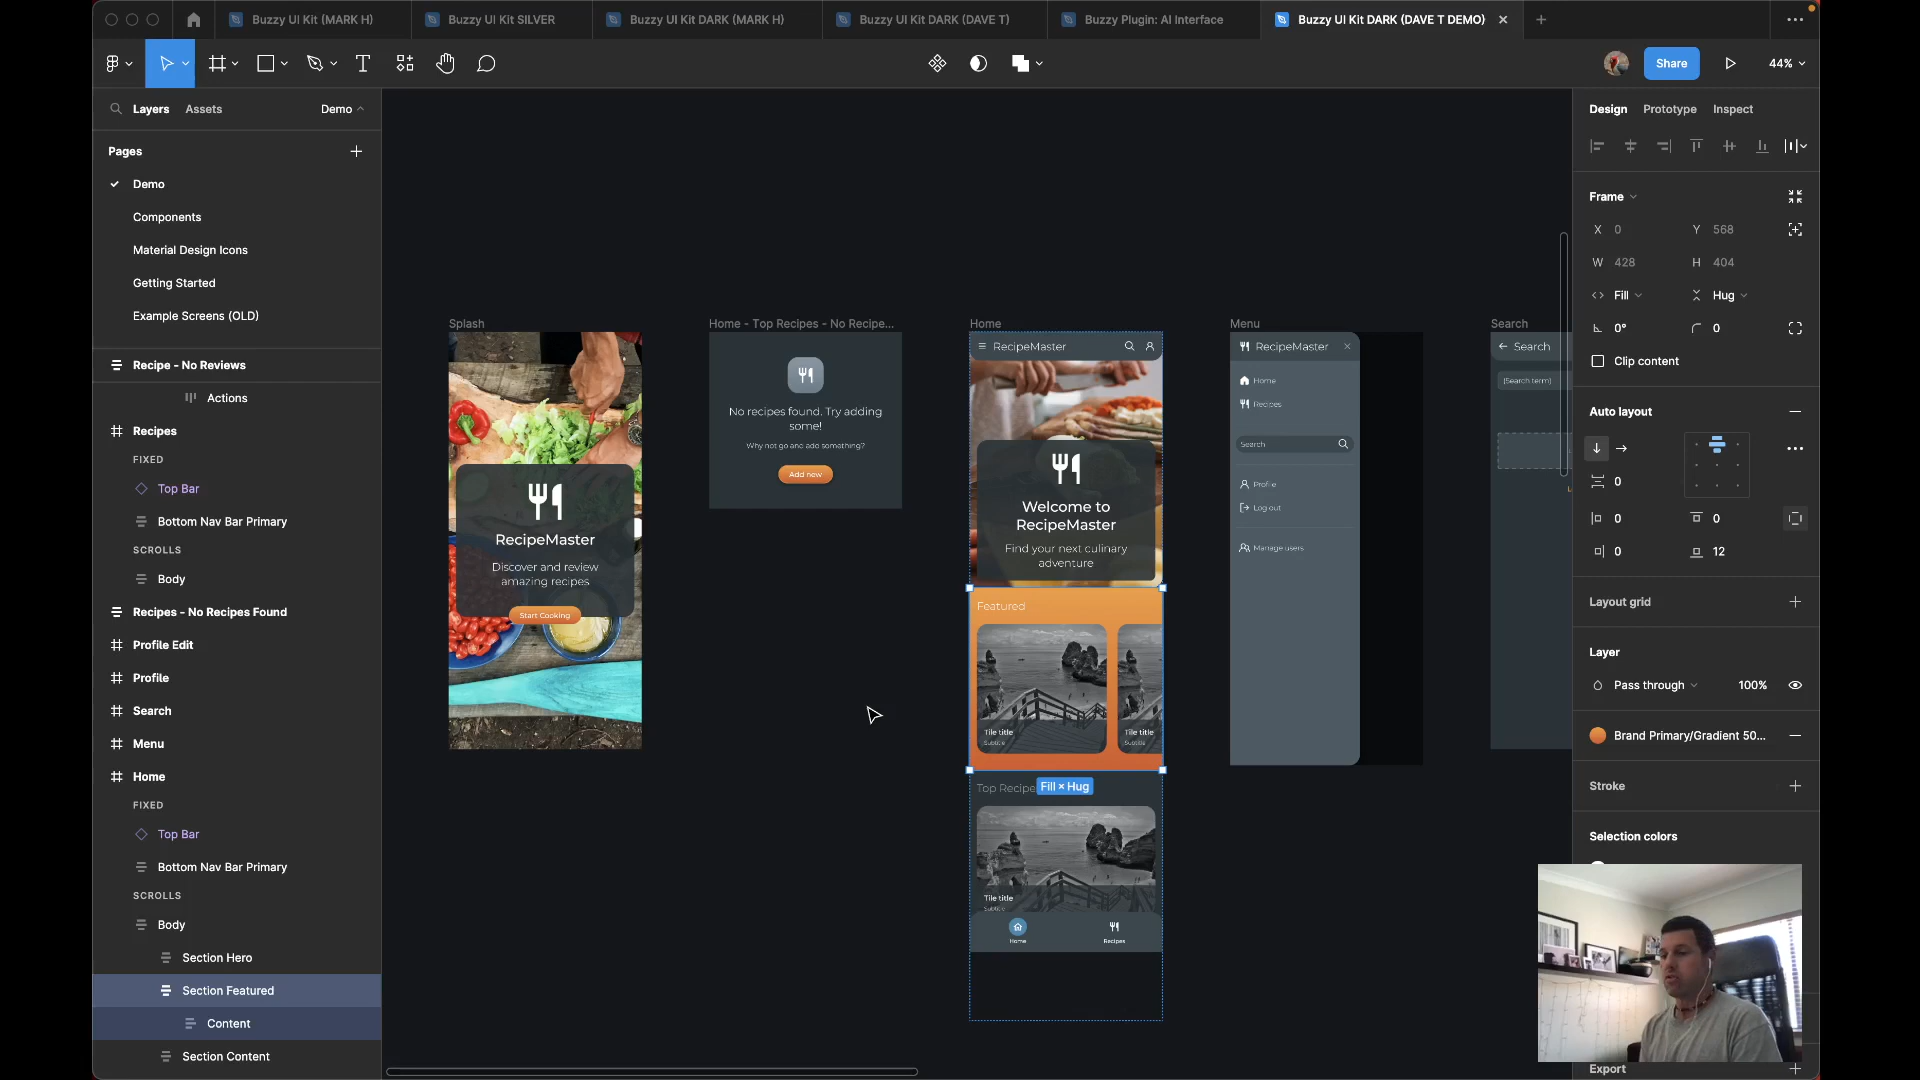 Buzzy UI Kit (MARK H)
Buzzy UI Kit SILVER
Buzzy UI Kit DARK (MARK H)
Buzzy UI Kit DARK (DAVE T)
Buzzy Plugin: AI Interface
Buzzy UI Kit DARK (DAVE T DEMO)
Share
44%
Layers
Assets
Demo
Pages
Demo
Components
Material Design Icons
Getting Started
Example Screens (OLD)
Recipe - No Reviews
Actions
Recipes
FIXED
Top Bar
Bottom Nav Bar Primary
SCROLLS
Body
Recipes - No Recipes Found
Profile Edit
Profile
Search
Menu
Home
FIXED
Top Bar
Bottom Nav Bar Primary
SCROLLS
Body
Section Hero
Section Featured
Content
Section Content
Splash
RecipeMaster
Discover and review
amazing recipes
Start Cooking
Home - Top Recipes - No Recipe...
No recipes found. Try adding
some!
Why not go and add something?
Add new
Home
RecipeMaster
Welcome to
RecipeMaster
Find your next culinary
adventure
Featured
Tile title
Subtitle
Tile title
Subtitle
Top Recipe
Fill × Hug
Tile title
Subtitle
Home
Recipes
Menu
RecipeMaster
Home
Recipes
Search
Profile
Log out
Manage users
Search
Search
(Search term)
Design
Prototype
Inspect
Frame
X 0
Y 568
W 428
H 404
Fill
Hug
0°
0
Clip content
Auto layout
0
0
0
0
12
Layout grid
Layer
Pass through
100%
Brand Primary/Gradient 50...
Stroke
Selection colors
Export